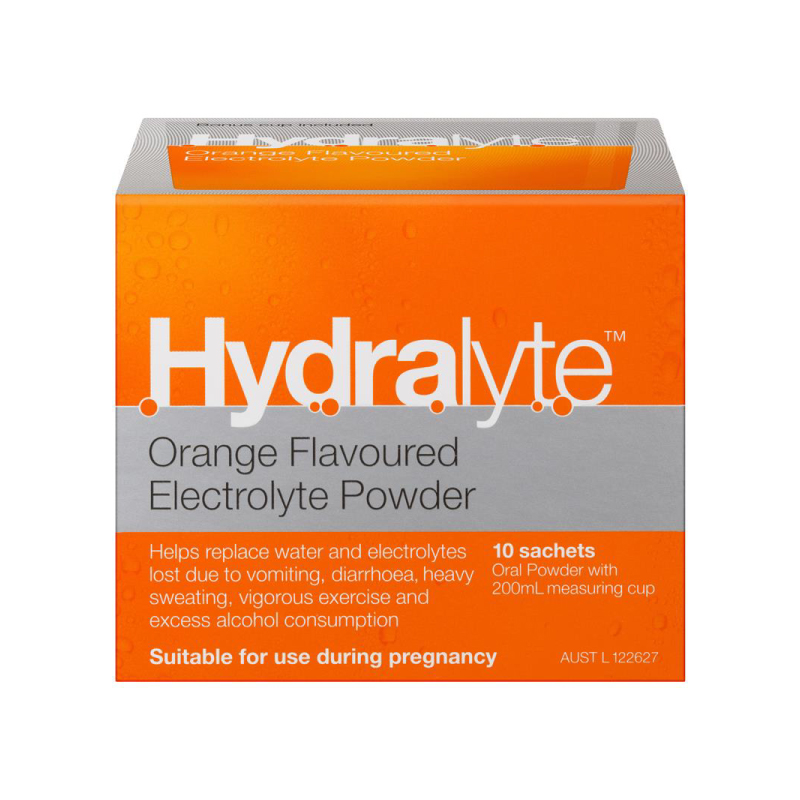 Bonus cup included
Hydralyte
Orange Flavoured
Electrolyte Powder
Hydralyte™
Orange Flavoured
Electrolyte Powder
Helps replace water and electrolytes
lost due to vomiting, diarrhoea, heavy
sweating, vigorous exercise and
excess alcohol consumption
Suitable for use during pregnancy
10 sachets
Oral Powder with
200mL measuring cup
AUST L 122627